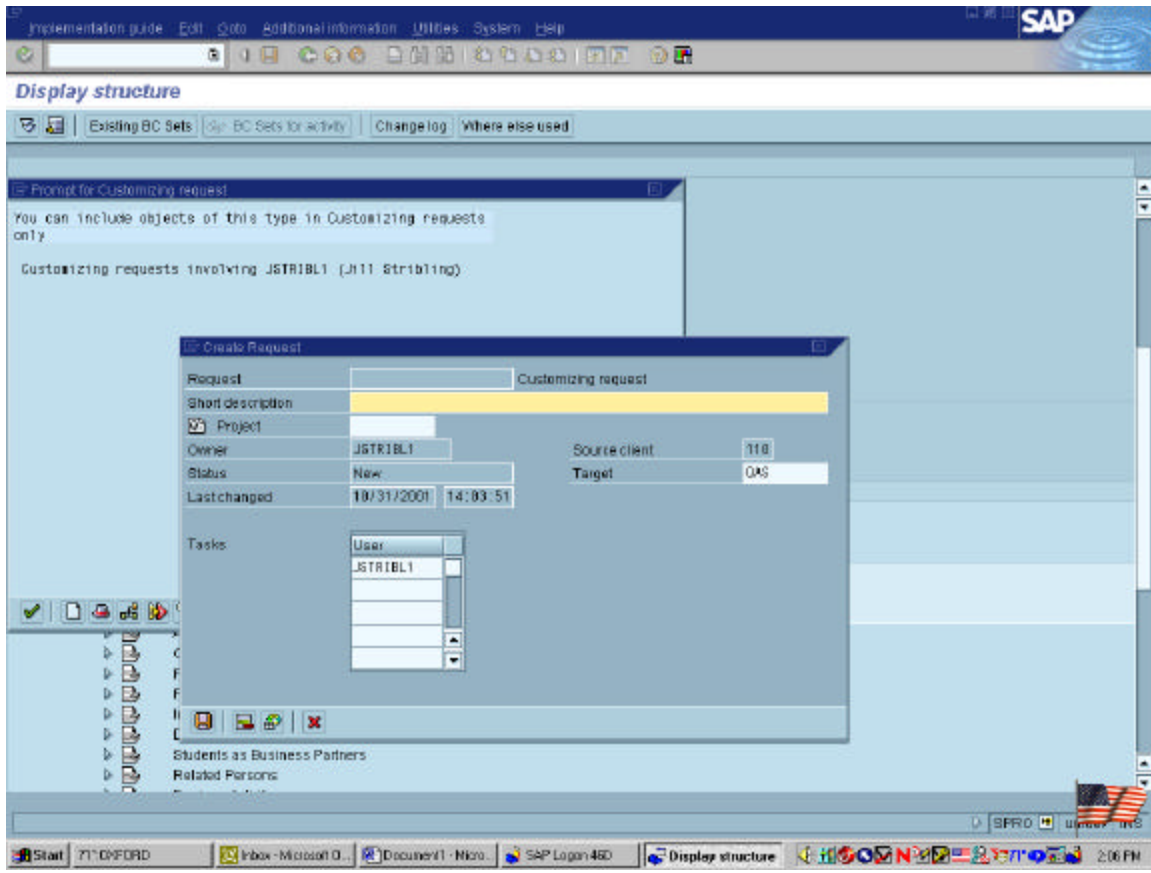 Implementation guide Edit Goto Additional information Utilities System Help
SAP
Display structure
Existing BC Sets BC Sets for activity Change log Where else used
Prompt for Customizing request
You can include objects of this type in Customizing requests
only
Customizing requests involving JSTRIBL1 (Jill Stribling)
Create Request
Request Customizing request
Short description
Project
Owner JSTRIBL1 Source client 110
Status New Target QAS
Last changed 10/31/2001 14:03:51
Tasks User
JSTRIBL1
Students as Business Partners
Related Persons
SPRO INS
Start 71° OXFORD Inbox - Microsoft O... Document1 - Micro... SAP Logon 46D Display structure 71° 2:06 PM